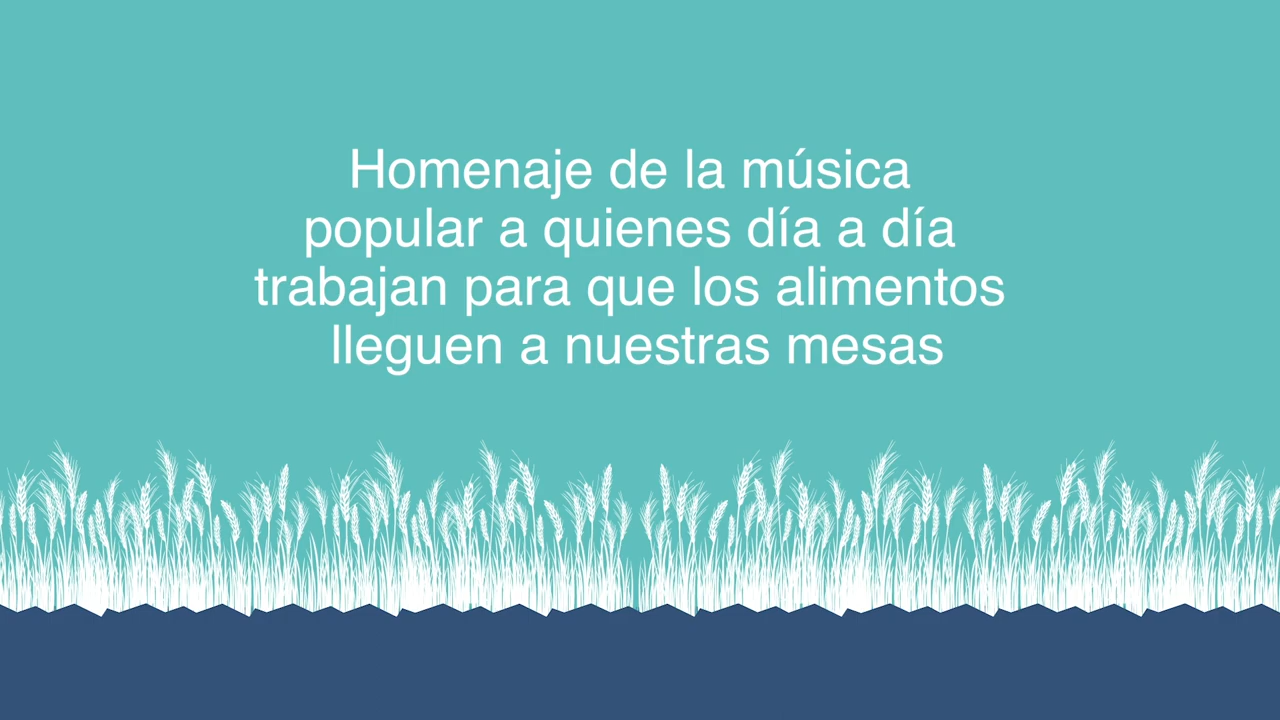 Homenaje de la música
popular a quienes día a día
trabajan para que los alimentos
lleguen a nuestras mesas